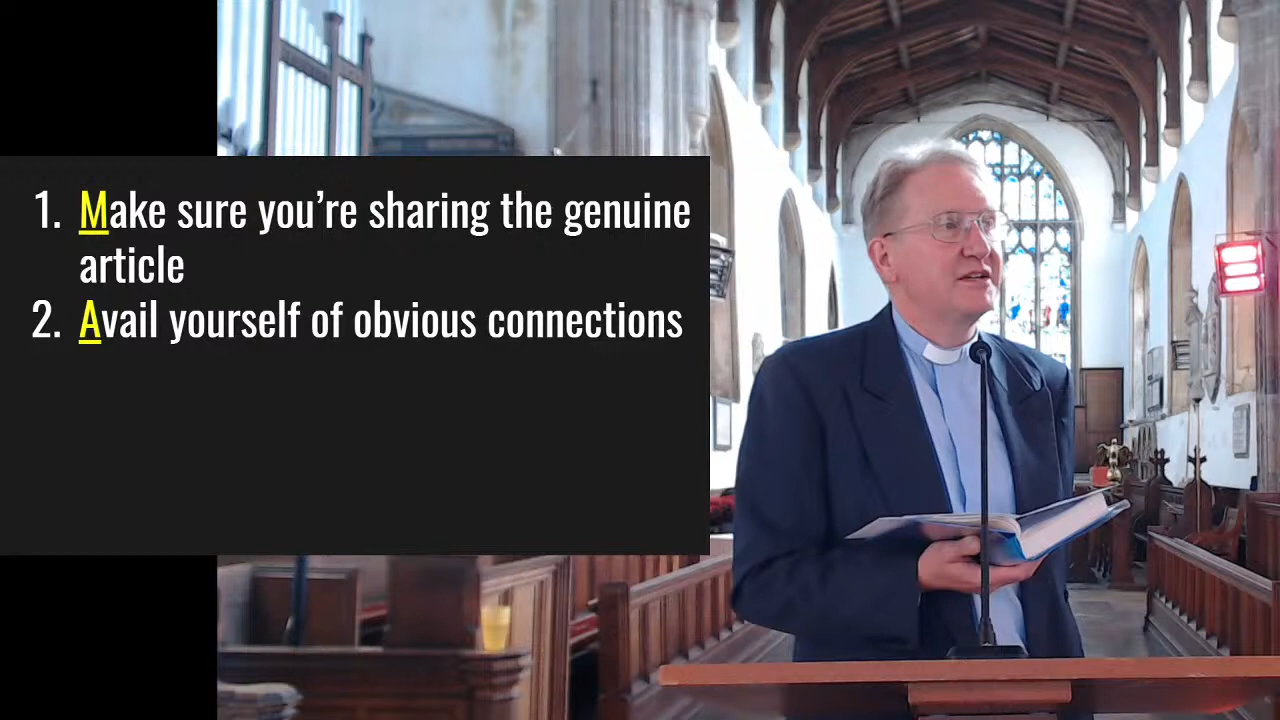 1. Make sure you’re sharing the genuine
article
2. Avail yourself of obvious connections